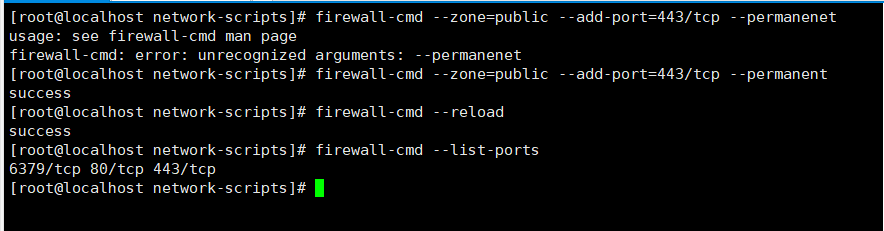 [root@localhost network-scripts]# firewall-cmd --zone=public --add-port=443/tcp --permanenet
usage: see firewall-cmd man page
firewall-cmd: error: unrecognized arguments: --permanenet
[root@localhost network-scripts]# firewall-cmd --zone=public --add-port=443/tcp --permanent
success
[root@localhost network-scripts]# firewall-cmd --reload
success
[root@localhost network-scripts]# firewall-cmd --list-ports
6379/tcp 80/tcp 443/tcp
[root@localhost network-scripts]#